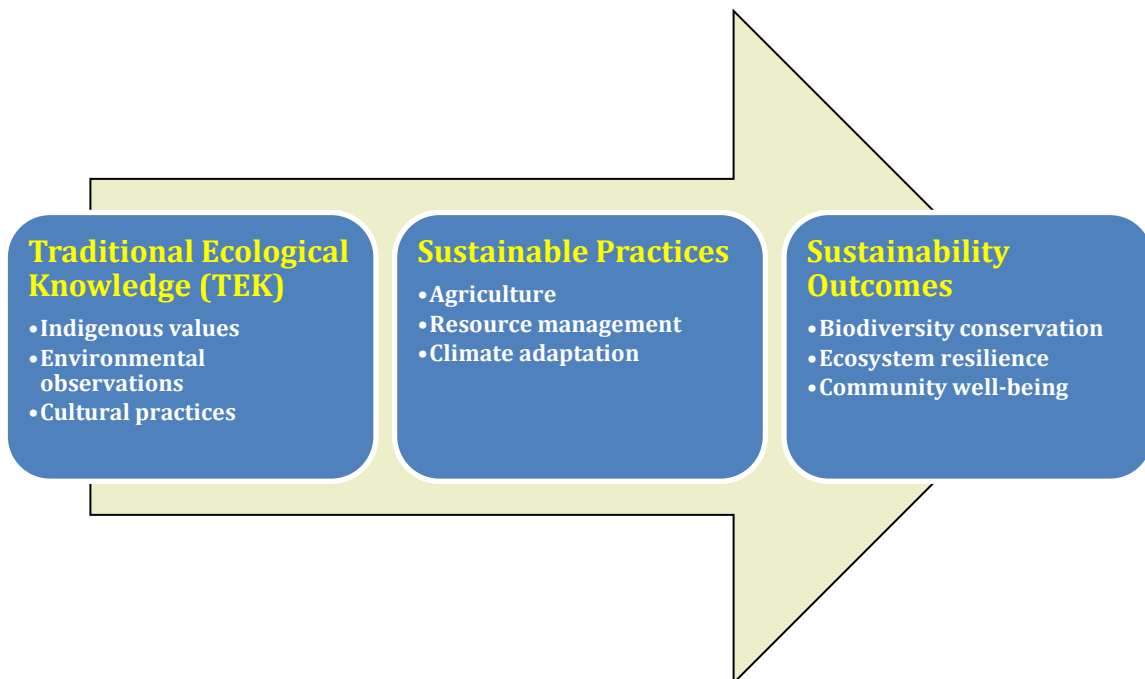 Traditional Ecological
Knowledge (TEK)
•Indigenous values
•Environmental
observations
•Cultural practices
Sustainable Practices
•Agriculture
•Resource management
•Climate adaptation
Sustainability
Outcomes
•Biodiversity conservation
•Ecosystem resilience
•Community well-being